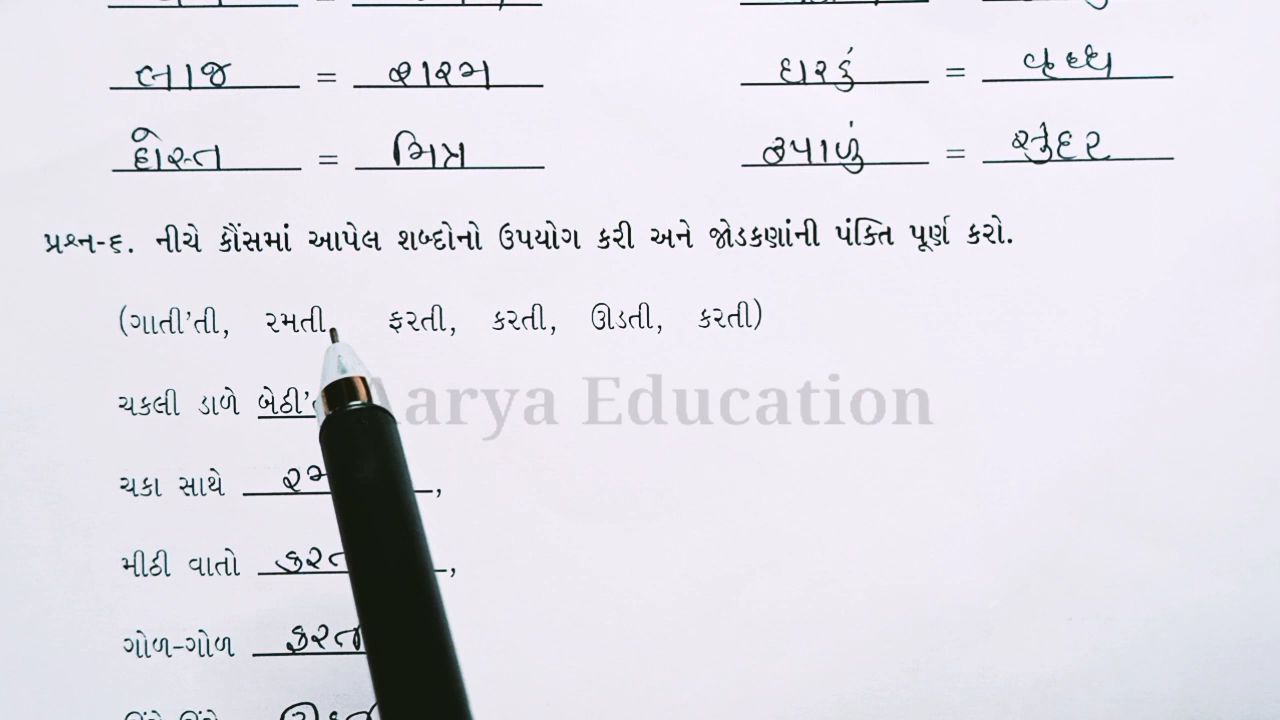 લાજ = શરમ ઘરડું = વૃદ્ધ
દોસ્ત = મિત્ર રૂપાળું = સુંદર
પ્રશ્ન-૬. નીચે કૌંસમાં આપેલ શબ્દોનો ઉપયોગ કરી અને જોડકણાંની પંક્તિ પૂર્ણ કરો.
(ગાતી’તી, રમતી, ફરતી, કરતી, ઊડતી, કરતી)
ચકલી ડાળે
Aarya Education
ચકા સાથે
મીઠી વાતો
ગોળ-ગોળ